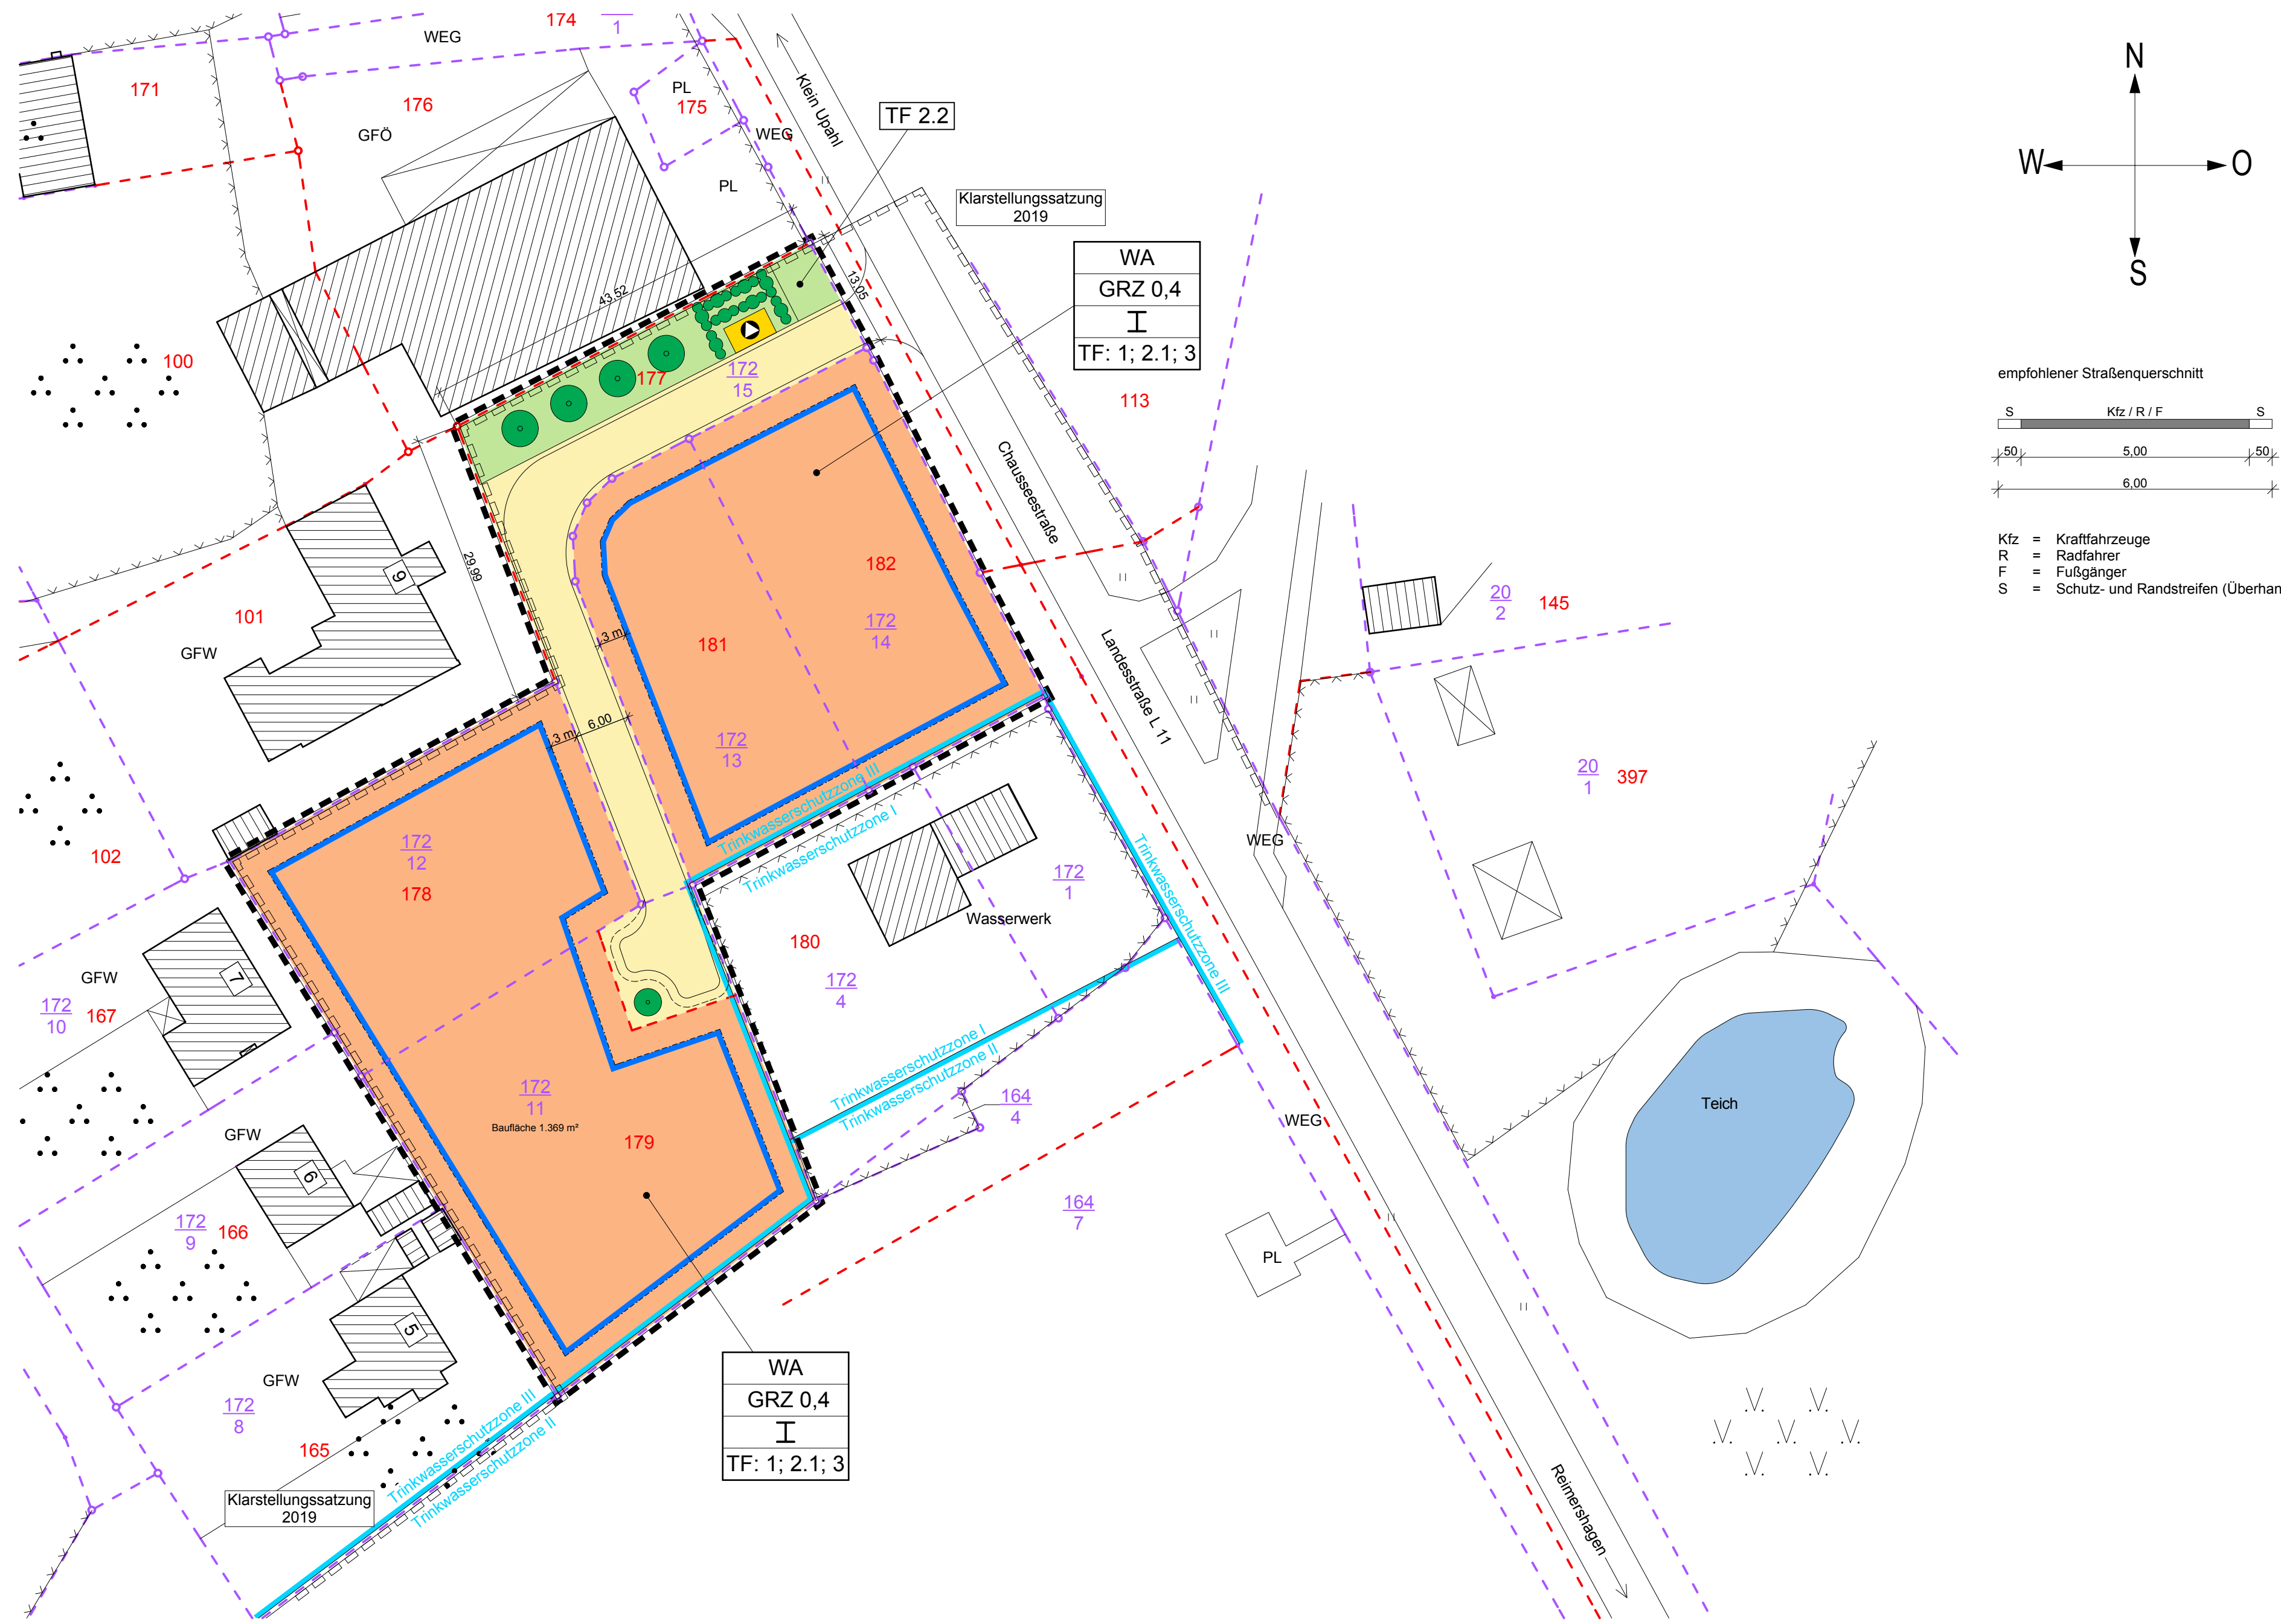 174
1
WEG
N
W
O
S
171
176
GFÖ
PL
175
WEG
PL
Klein Upahl
TF 2.2
Klarstellungssatzung
2019
WA
GRZ 0,4
I
TF: 1; 2.1; 3
43,52
13,05
100
177
172
15
113
empfohlener Straßenquerschnitt
S
Kfz / R / F
S
50
5,00
50
6,00
Kfz = Kraftfahrzeuge
R = Radfahrer
F = Fußgänger
S = Schutz- und Randstreifen (Überhan
Chausseestraße
29,99
9
101
GFW
182
181
172
14
3 m
20
2
145
Landesstraße L 11
6,00
3 m
172
13
20
1
397
Trinkwasserschutzzone III
Trinkwasserschutzzone I
172
12
178
102
WEG
Trinkwasserschutzzone III
172
1
Wasserwerk
180
172
4
GFW
7
172
10
167
Trinkwasserschutzzone I
Trinkwasserschutzzone II
172
11
Baufläche 1.369 m²
179
164
4
WEG
Teich
GFW
6
172
9
166
164
7
PL
5
GFW
172
8
165
WA
GRZ 0,4
I
TF: 1; 2.1; 3
Trinkwasserschutzzone III
Trinkwasserschutzzone II
Klarstellungssatzung
2019
Reimershagen